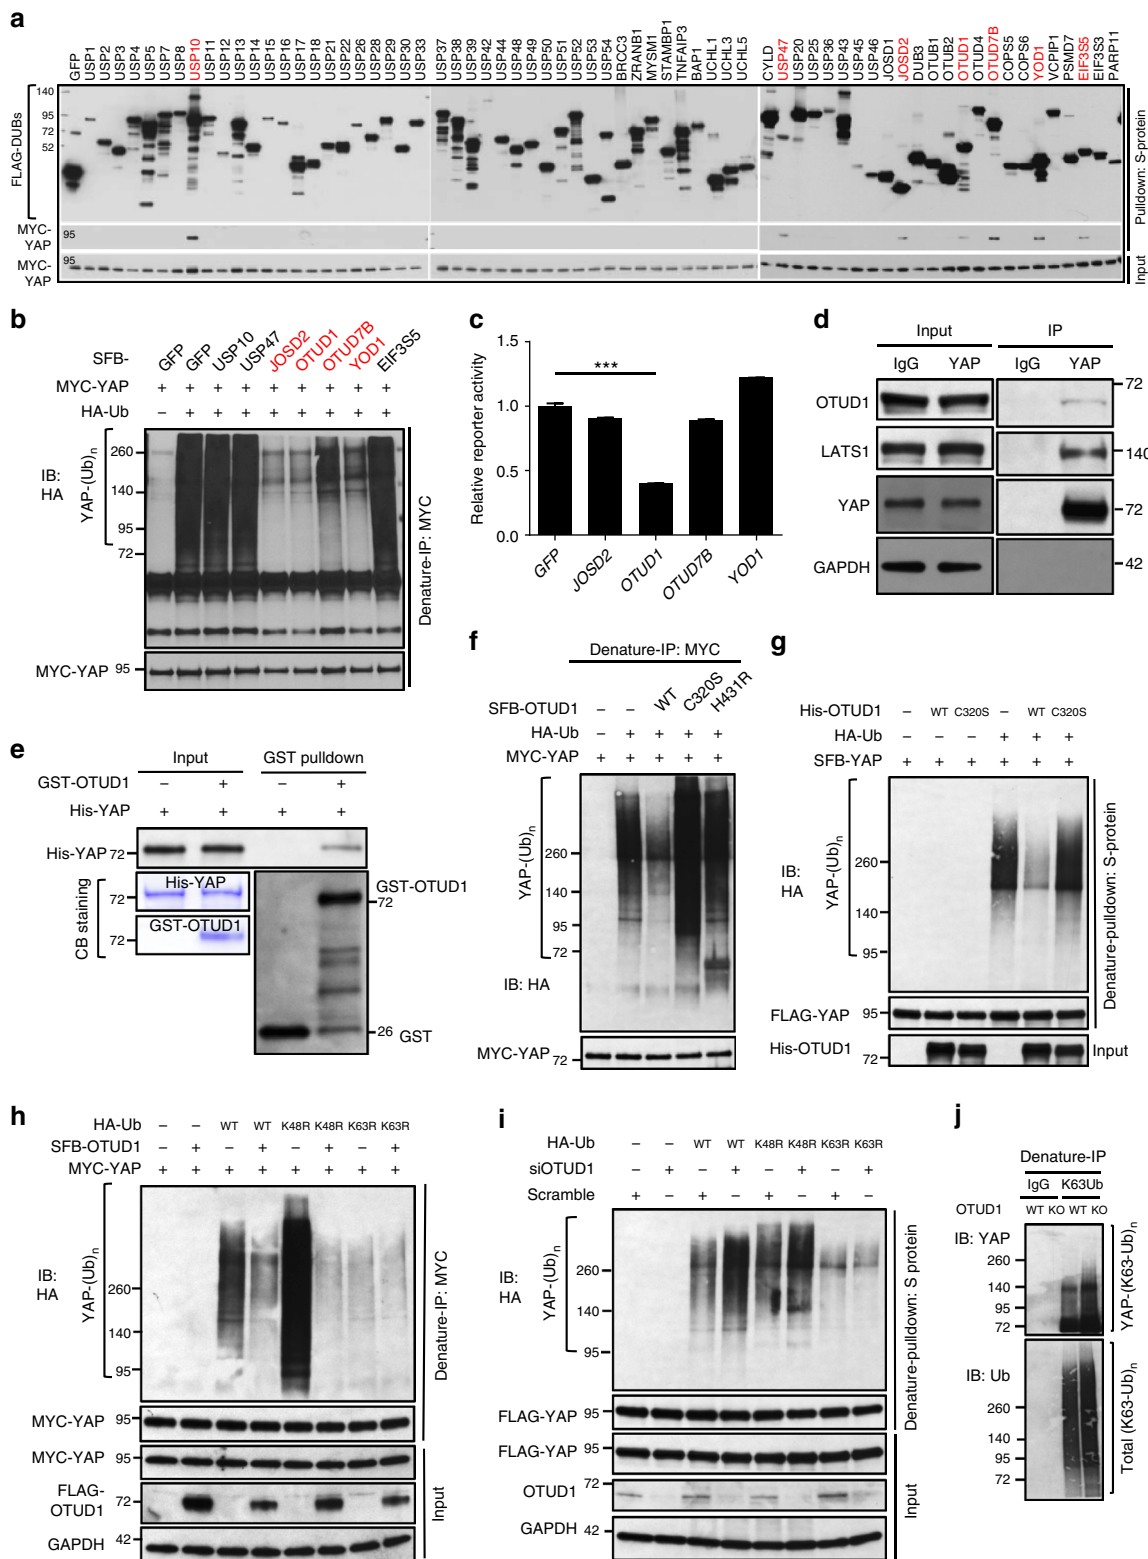 a
GFP USP1 USP2 USP3 USP4 USP5 USP7 USP8 USP10 USP11 USP12 USP13 USP14 USP15 USP16 USP17 USP18 USP21 USP22 USP26 USP28 USP29 USP30 USP33 USP37 USP38 USP39 USP42 USP44 USP48 USP49 USP50 USP51 USP52 USP53 USP54 BRCC3 ZRANB1 MYSM1 STAMBP1 TNFAIP3 BAP1 UCHL1 UCHL3 UCHL5 CYLD USP47 USP20 USP25 USP36 USP43 USP45 USP46 JOSD1 JOSD2 DUB3 OTUB1 OTUB2 OTUD1 OTUD4 OTUD7B COPS5 COPS6 YOD1 VCPIP1 PSMD7 EIF3S5 EIF3S3 PARP11
FLAG-DUBs
140
95
72
52
MYC-YAP
95
MYC-YAP
95
Pulldown: S-protein
Input
b
SFB-
GFP GFP USP10 USP47 JOSD2 OTUD1 OTUD7B YOD1 EIF3S5
MYC-YAP + + + + + + + + +
HA-Ub – + + + + + + + +
IB: HA
YAP-(Ub)n
260
140
95
72
MYC-YAP 95
Denature-IP: MYC
c
Relative reporter activity
1.5
1.0
0.5
0.0
***
GFP JOSD2 OTUD1 OTUD7B YOD1
d
Input IP
IgG YAP IgG YAP
OTUD1 72
LATS1 140
YAP 72
GAPDH 42
e
Input GST pulldown
GST-OTUD1 – + – +
His-YAP + + + +
His-YAP 72
CB staining
His-YAP
72
GST-OTUD1
72
GST-OTUD1
72
26 GST
f
Denature-IP: MYC
SFB-OTUD1 – – WT C320S H431R
HA-Ub – + + + +
MYC-YAP + + + + +
YAP-(Ub)n
260
140
95
72
IB: HA
MYC-YAP 72
g
His-OTUD1 – WT C320S – WT C320S
HA-Ub – – – + + +
SFB-YAP + + + + + +
IB: HA
YAP-(Ub)n
260
140
95
FLAG-YAP 95
His-OTUD1 72
Denature-pulldown: S-protein
Input
h
HA-Ub – – WT WT K48R K48R K63R K63R
SFB-OTUD1 – + – + – + – +
MYC-YAP + + + + + + + +
IB: HA
YAP-(Ub)n
260
140
95
MYC-YAP 95
MYC-YAP 95
FLAG-OTUD1 72
GAPDH 42
Denature-IP: MYC
Input
i
HA-Ub – – WT WT K48R K48R K63R K63R
siOTUD1 – + – + – + – +
Scramble + – + – + – + –
IB: HA
YAP-(Ub)n
260
140
95
FLAG-YAP 95
FLAG-YAP 95
OTUD1 72
52
GAPDH 42
Denature-pulldown: S protein
Input
j
Denature-IP
IgG K63Ub
OTUD1 WT KO WT KO
IB: YAP
260
140
95
72
YAP-(K63-Ub)n
IB: Ub
260
140
95
72
Total (K63-Ub)n